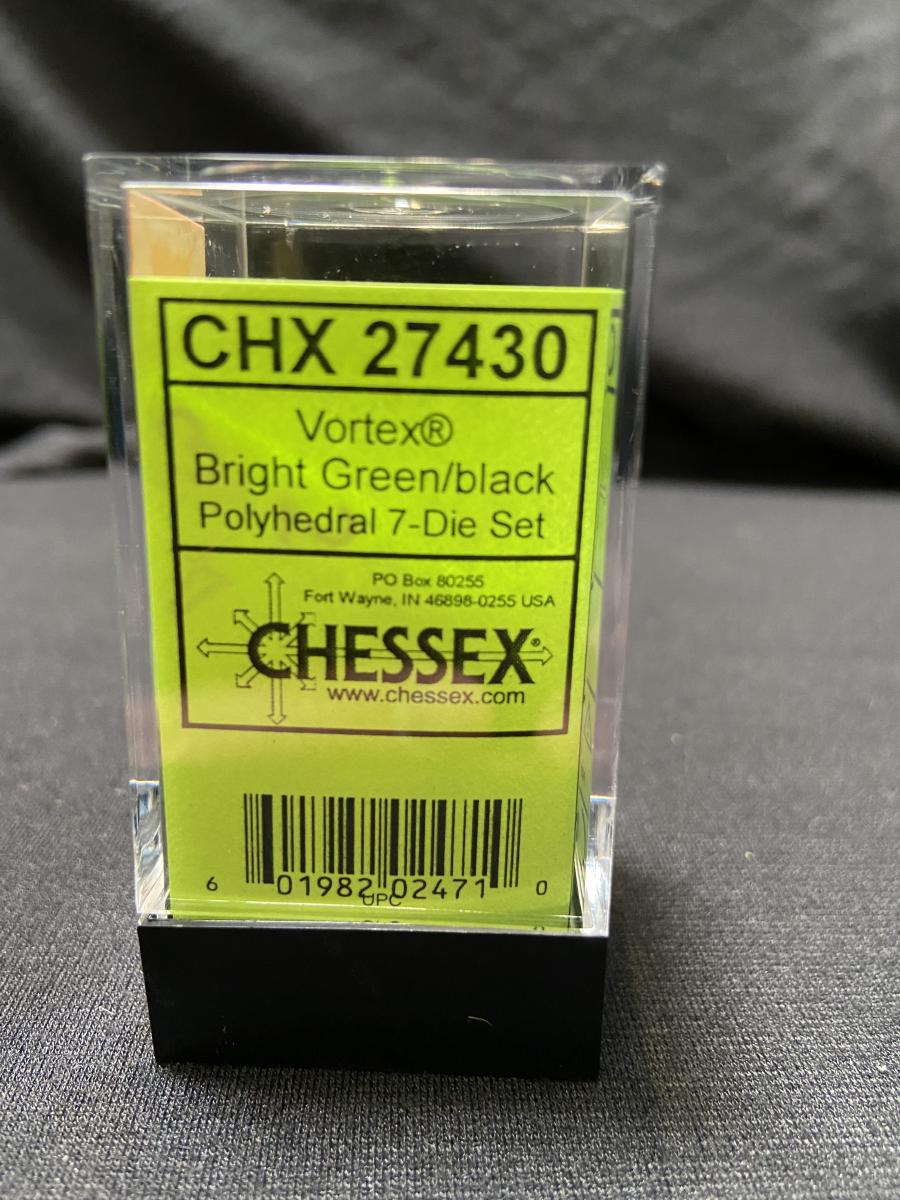 CHX 27430
Vortex®
Bright Green/black
Polyhedral 7-Die Set
PO Box 80255
Fort Wayne, IN 46898-0255 USA
CHESSEX®
www.chessex.com
6 01982 02471 0
UPC